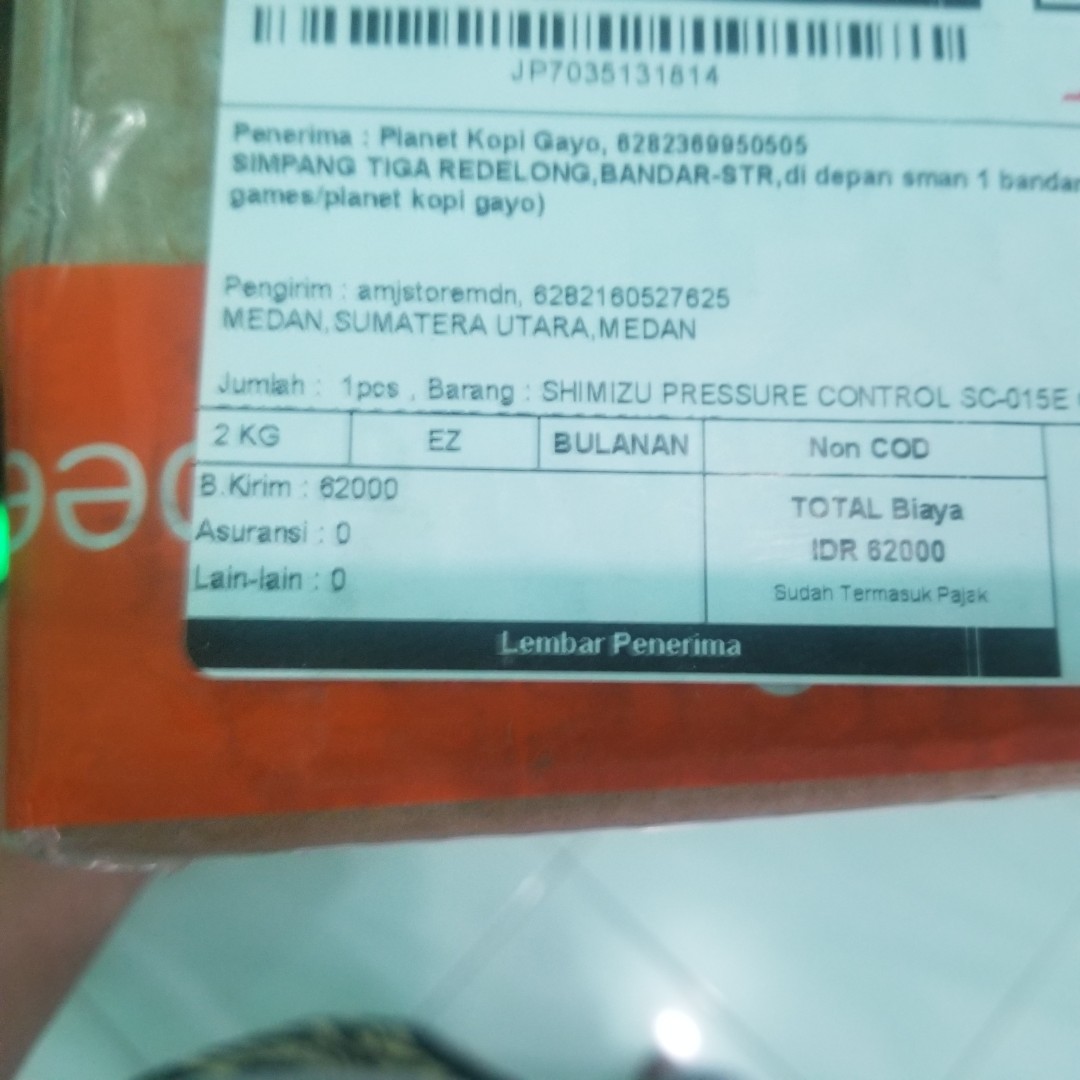 JP7035131814
Penerima : Planet Kopi Gayo, 6282369950505
SIMPANG TIGA REDELONG,BANDAR-STR,di depan sman 1 bandar
games/planet kopi gayo)
Pengirim : amjstoremdn, 6282160527625
MEDAN,SUMATERA UTARA,MEDAN
Jumlah : 1pcs , Barang : SHIMIZU PRESSURE CONTROL SC-015E
2 KG EZ BULANAN Non COD
B.Kirim : 62000
Asuransi : 0
Lain-lain : 0
TOTAL Biaya
IDR 62000
Sudah Termasuk Pajak
Lembar Penerima